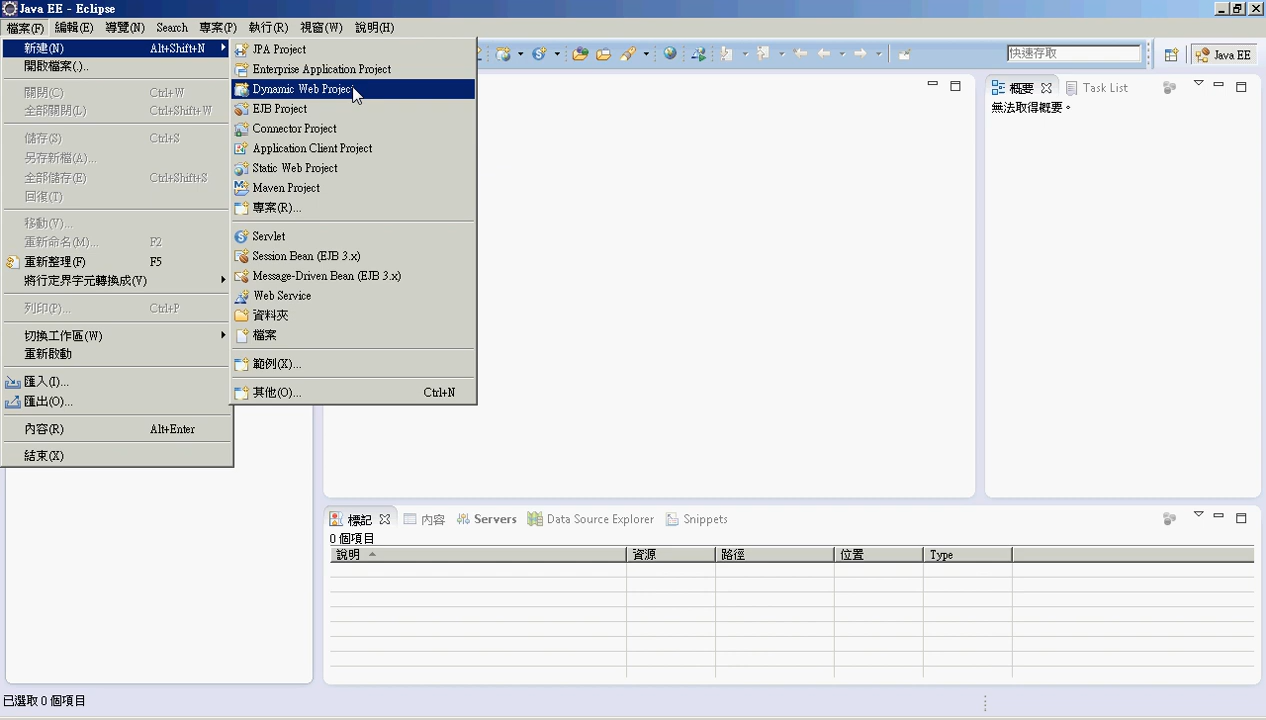 Java EE - Eclipse
檔案(F) 編輯(E) 導覽(N) Search 專案(P) 執行(R) 視窗(W) 說明(H)
新建(N) Alt+Shift+N
開啟檔案(.)..
關閉(C) Ctrl+W
全部關閉(L) Ctrl+Shift+W
儲存(S) Ctrl+S
另存新檔(A)...
全部儲存(E) Ctrl+Shift+S
回復(T)
移動(V)...
重新命名(M)... F2
重新整理(F) F5
將行定界字元轉換成(V)
列印(P)... Ctrl+P
切換工作區(W)
重新啟動
匯入(I)...
匯出(O)...
內容(R) Alt+Enter
結束(X)
JPA Project
Enterprise Application Project
Dynamic Web Project
EJB Project
Connector Project
Application Client Project
Static Web Project
Maven Project
專案(R)...
Servlet
Session Bean (EJB 3.x)
Message-Driven Bean (EJB 3.x)
Web Service
資料夾
檔案
範例(X)...
其他(O)... Ctrl+N
快速存取 Java EE
概要 Task List
無法取得概要。
標記 內容 Servers Data Source Explorer Snippets
0 個項目
說明 資源 路徑 位置 Type
已選取 0 個項目